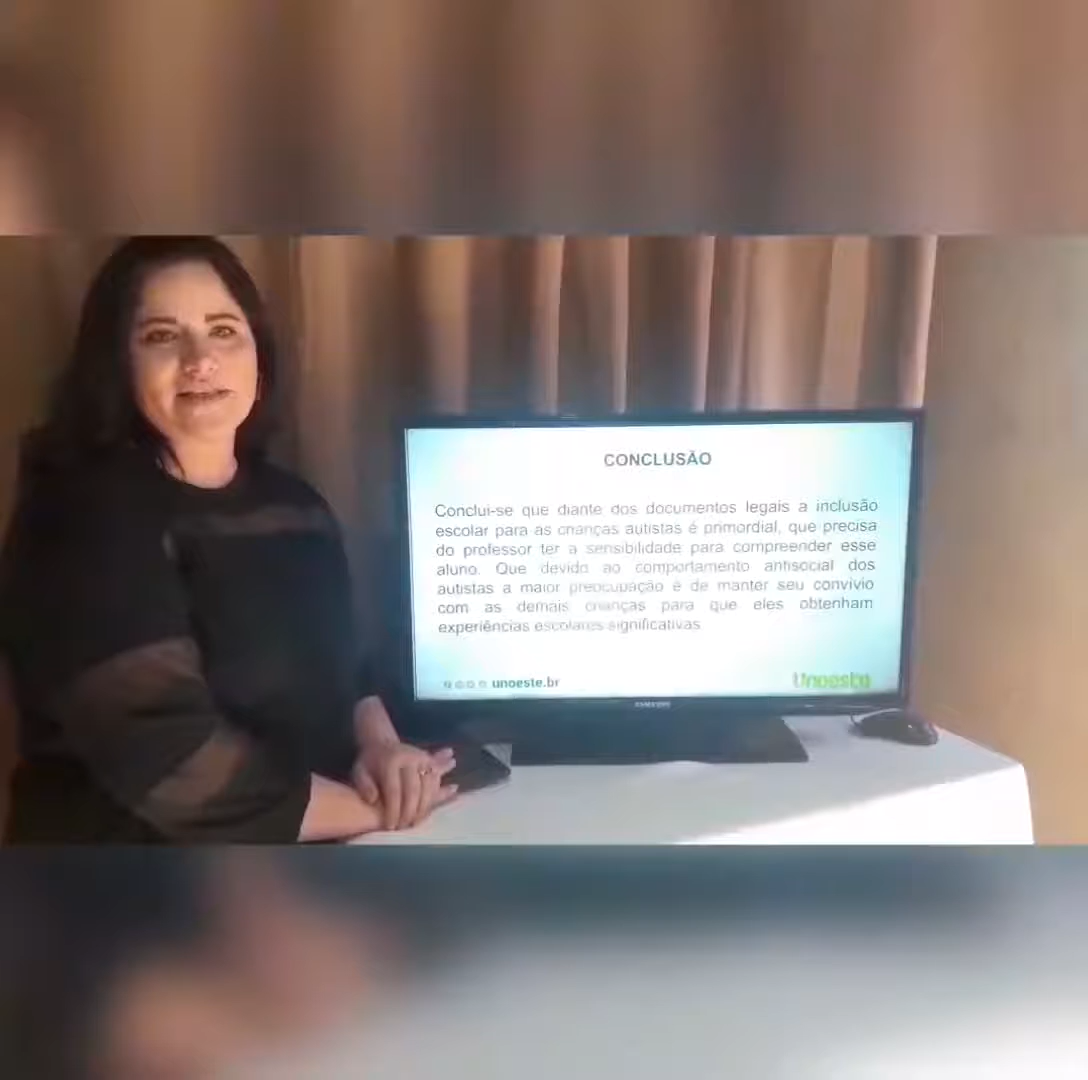 CONCLUSÃO
Conclui-se que diante dos documentos legais a inclusão
escolar para as crianças autistas é primordial, que precisa
do professor ter a sensibilidade para compreender esse
aluno. Que devido ao comportamento antisocial dos
autistas a maior preocupação é de manter seu convívio
com as demais crianças para que eles obtenham
experiências escolares significativas.
unoeste.br
Unoeste
SAMSUNG